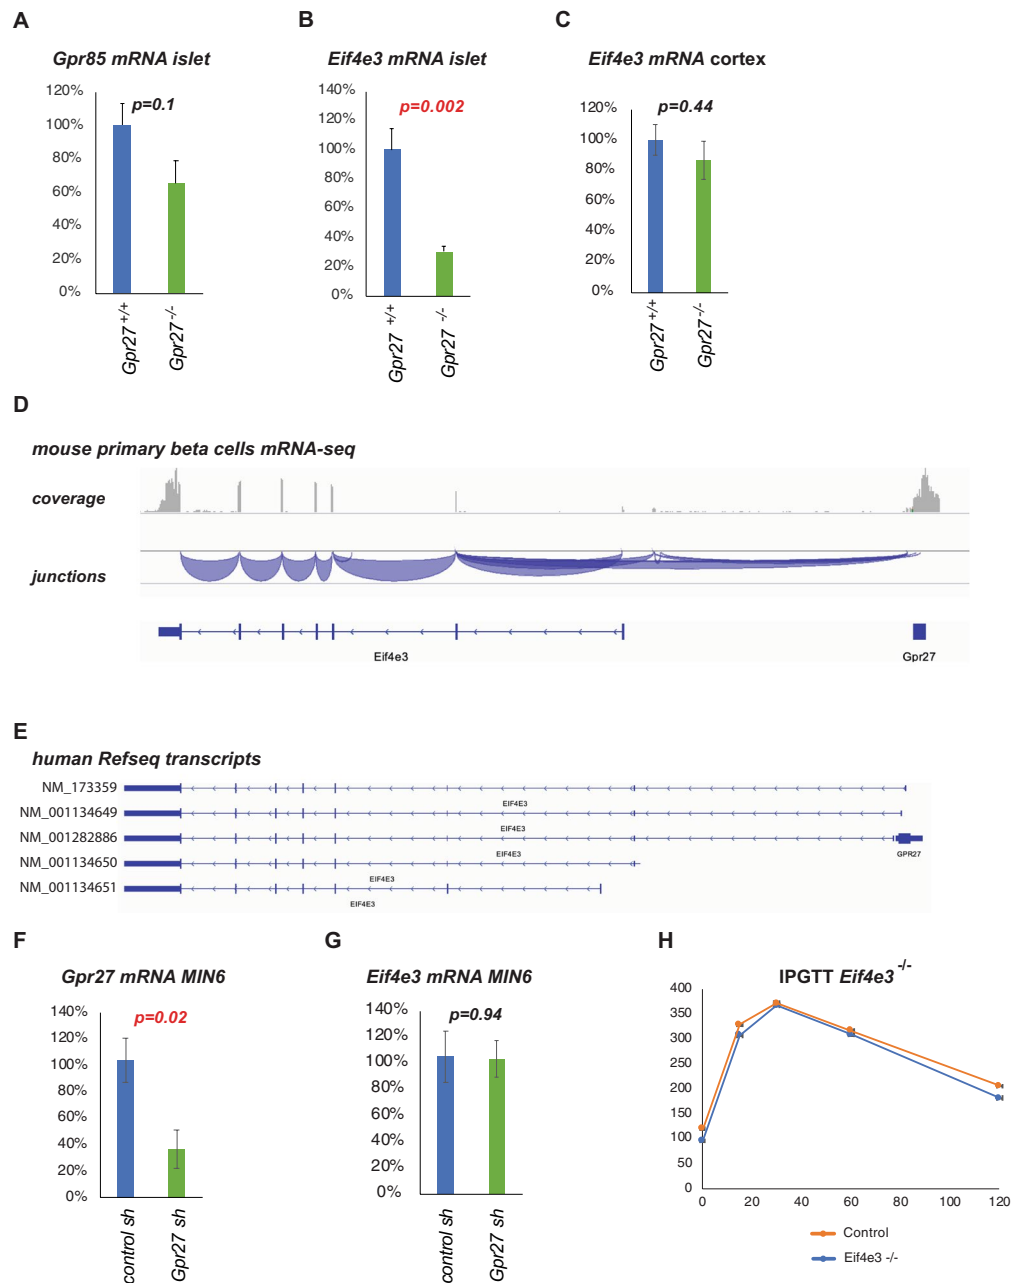 A
Gpr85 mRNA islet
120%
100%
80%
60%
40%
20%
0%
p=0.1
Gpr27 +/+
Gpr27 -/-
B
Eif4e3 mRNA islet
140%
120%
100%
80%
60%
40%
20%
0%
p=0.002
Gpr27 +/+
Gpr27 -/-
C
Eif4e3 mRNA cortex
120%
100%
80%
60%
40%
20%
0%
p=0.44
Gpr27 +/+
Gpr27 -/-
D
mouse primary beta cells mRNA-seq
coverage
junctions
Eif4e3
Gpr27
E
human Refseq transcripts
NM_173359
EIF4E3
NM_001134649
EIF4E3
NM_001282886
EIF4E3
GPR27
NM_001134650
EIF4E3
NM_001134651
EIF4E3
F
Gpr27 mRNA MIN6
140%
120%
100%
80%
60%
40%
20%
0%
p=0.02
control sh
Gpr27 sh
G
Eif4e3 mRNA MIN6
140%
120%
100%
80%
60%
40%
20%
0%
p=0.94
control sh
Gpr27 sh
H
IPGTT Eif4e3 -/-
400
350
300
250
200
150
100
50
0
0 20 40 60 80 100 120
Control
Eif4e3 -/-